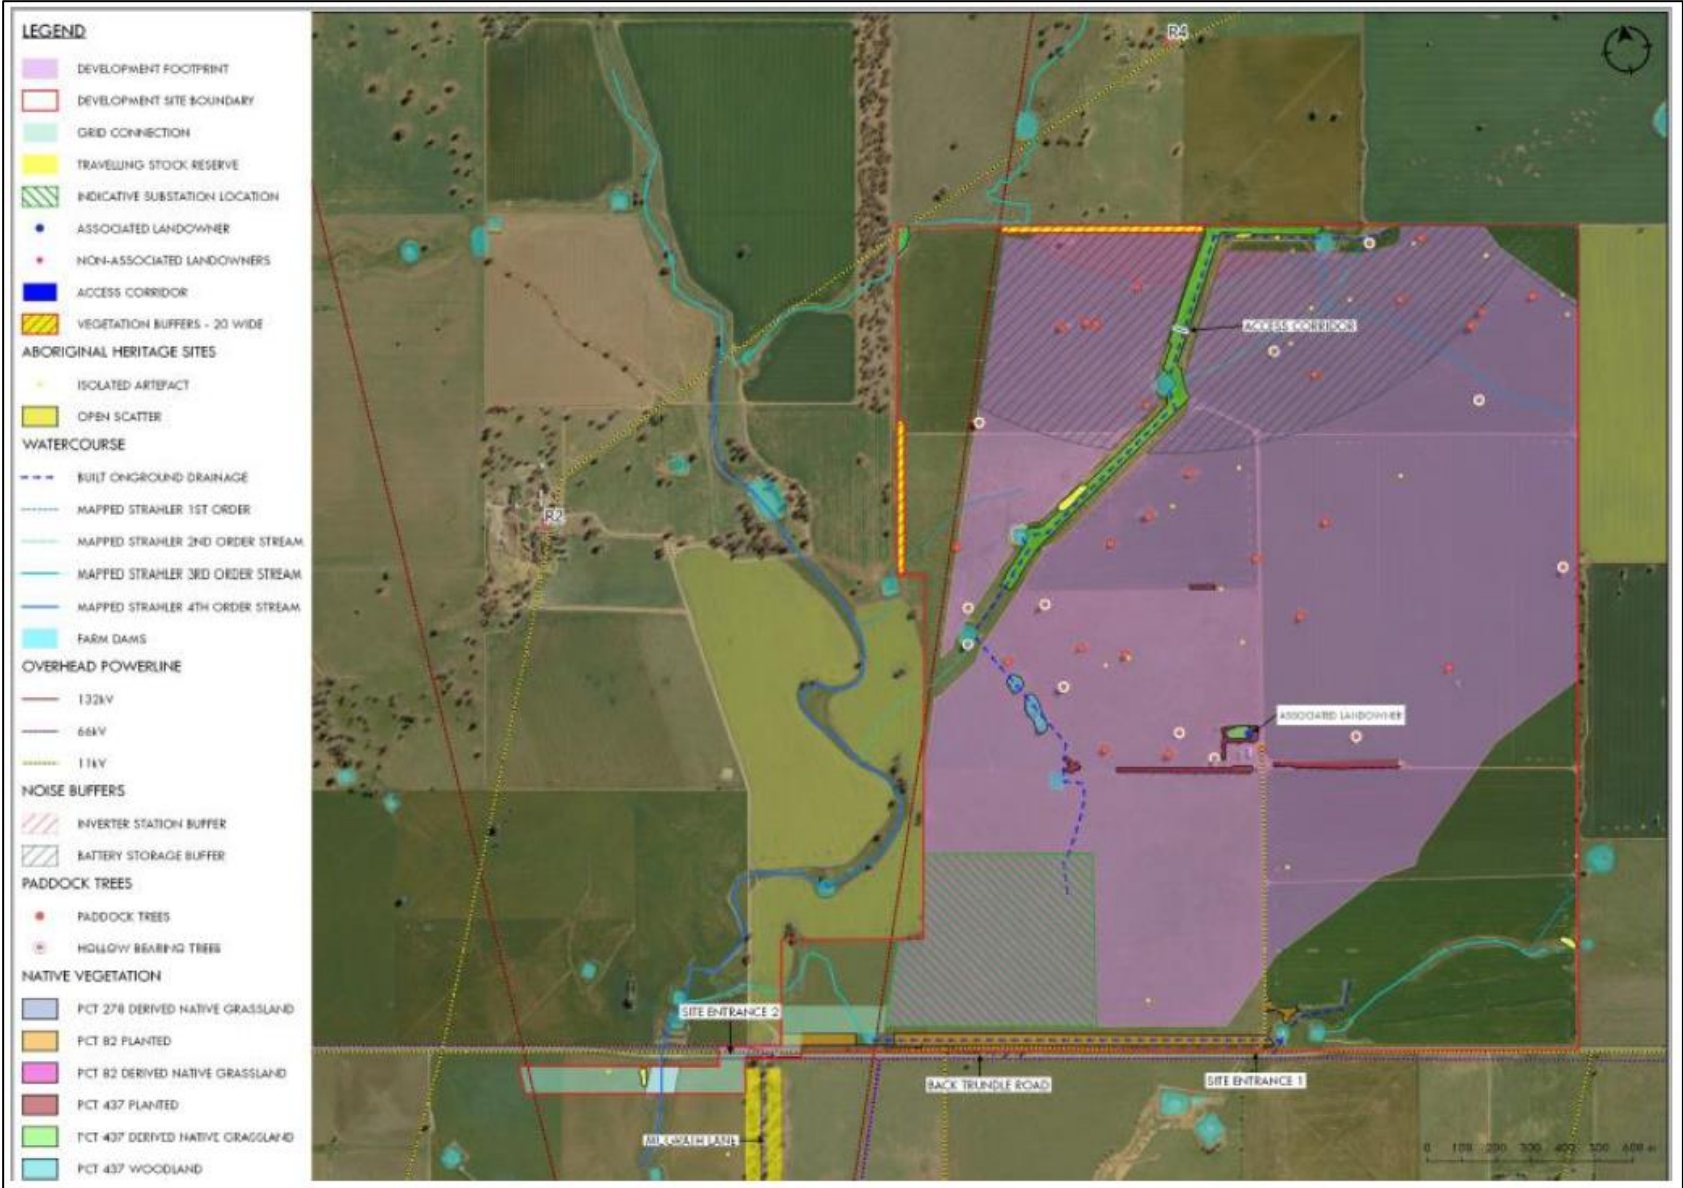 LEGEND
DEVELOPMENT FOOTPRINT
DEVELOPMENT SITE BOUNDARY
GRID CONNECTION
TRAVELLING STOCK RESERVE
INDICATIVE SUBSTATION LOCATION
ASSOCIATED LANDOWNER
NON-ASSOCIATED LANDOWNERS
ACCESS CORRIDOR
VEGETATION BUFFERS - 20 WIDE
ABORIGINAL HERITAGE SITES
ISOLATED ARTEFACT
OPEN SCATTER
WATERCOURSE
BUILT ONGROUND DRAINAGE
MAPPED STRAHLER 1ST ORDER
MAPPED STRAHLER 2ND ORDER STREAM
MAPPED STRAHLER 3RD ORDER STREAM
MAPPED STRAHLER 4TH ORDER STREAM
FARM DAMS
OVERHEAD POWERLINE
132kV
66kV
11kV
NOISE BUFFERS
INVERTER STATION BUFFER
BATTERY STORAGE BUFFER
PADDOCK TREES
PADDOCK TREES
HOLLOW BEARING TREES
NATIVE VEGETATION
PCT 278 DERIVED NATIVE GRASSLAND
PCT 82 PLANTED
PCT 82 DERIVED NATIVE GRASSLAND
PCT 437 PLANTED
PCT 437 DERIVED NATIVE GRASSLAND
PCT 437 WOODLAND
R4
ACCESS CORRIDOR
R2
ASSOCIATED LANDOWNER
SITE ENTRANCE 2
BACK TRUNDLE ROAD
SITE ENTRANCE 1
LANE
0 100 200 300 400 500 600 m